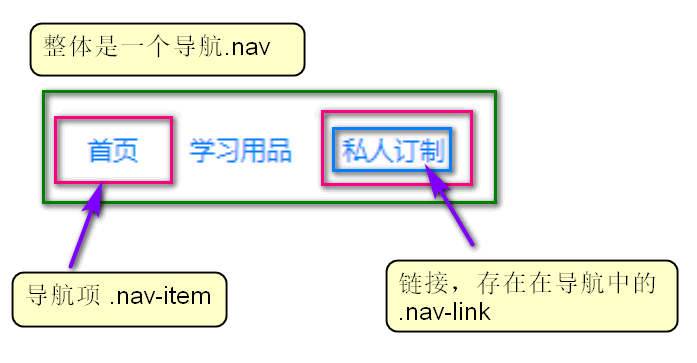 整体是一个导航.nav
首页 学习用品 私人订制
导航项 .nav-item
链接，存在在导航中的
.nav-link